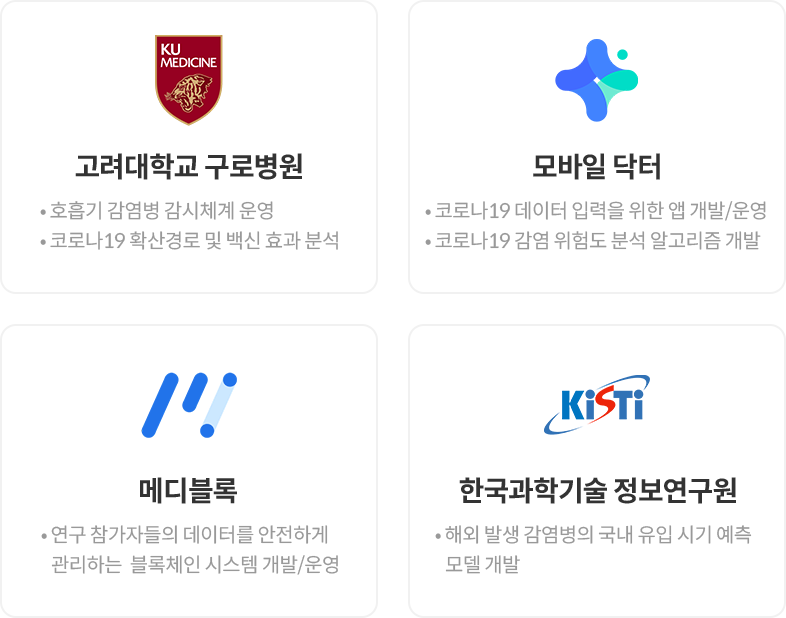 KU
MEDICINE
고려대학교 구로병원
• 호흡기 감염병 감시체계 운영
• 코로나19 확산경로 및 백신 효과 분석
모바일 닥터
• 코로나19 데이터 입력을 위한 앱 개발/운영
• 코로나19 감염 위험도 분석 알고리즘 개발
메디블록
• 연구 참가자들의 데이터를 안전하게
관리하는 블록체인 시스템 개발/운영
KiSTi
한국과학기술 정보연구원
• 해외 발생 감염병의 국내 유입 시기 예측
모델 개발